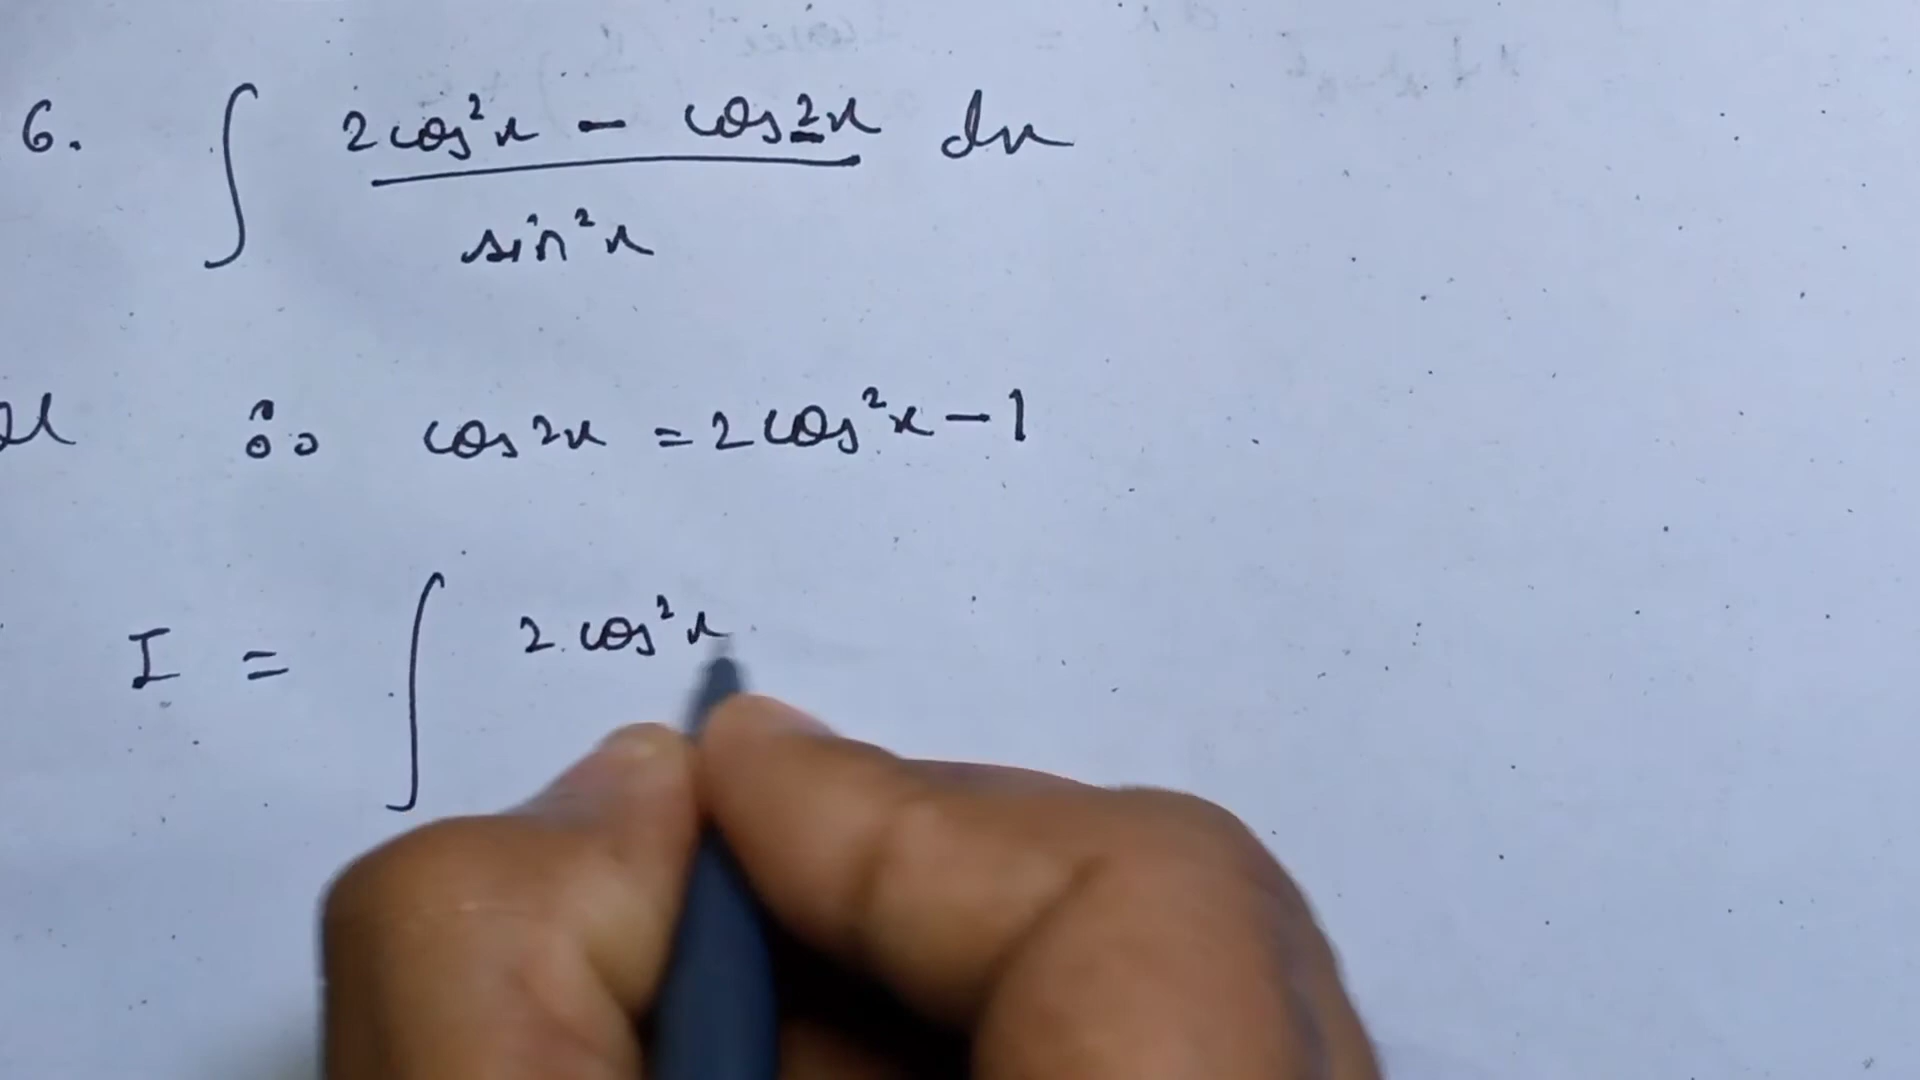 6. ∫ 2cos²x - cos2x dx
sin²x
∵ cos2x = 2cos²x - 1
I = ∫ 2.cos²x